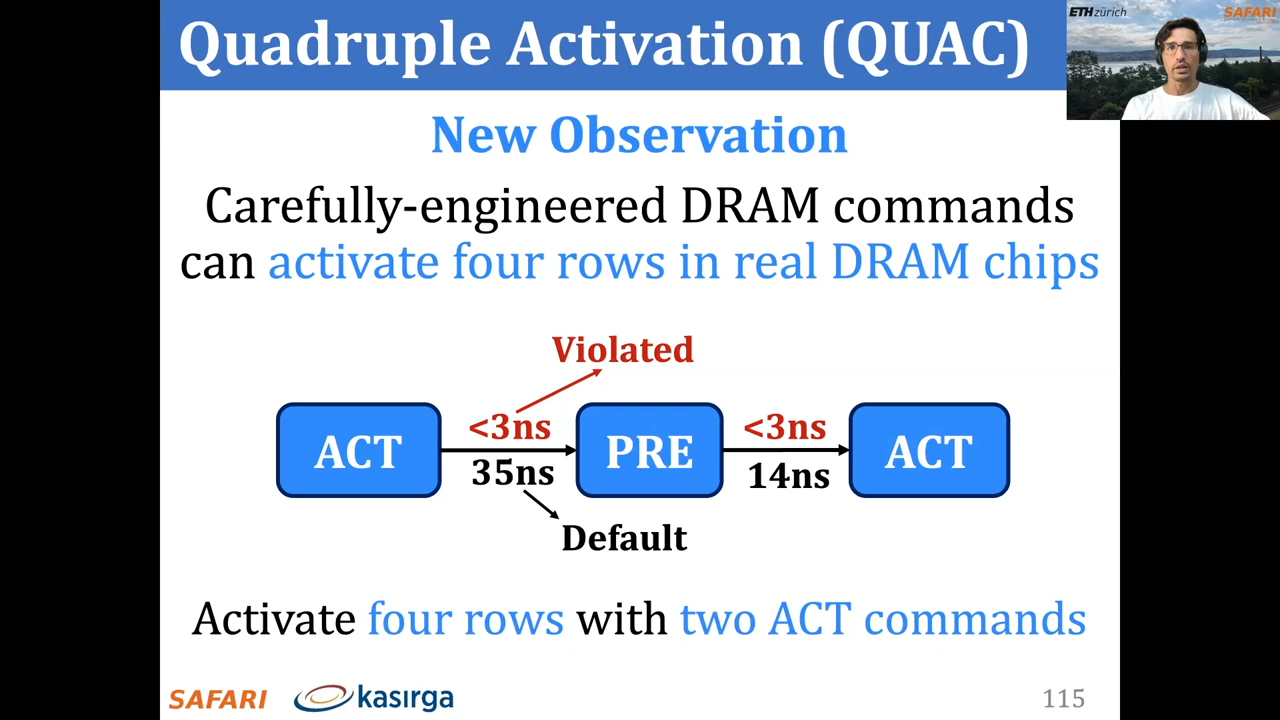 Quadruple Activation (QUAC)
ETH zürich
SAFARI
New Observation
Carefully-engineered DRAM commands
can activate four rows in real DRAM chips
Violated
ACT
<3ns
35ns
PRE
<3ns
14ns
ACT
Default
Activate four rows with two ACT commands
SAFARI
kasırga
115